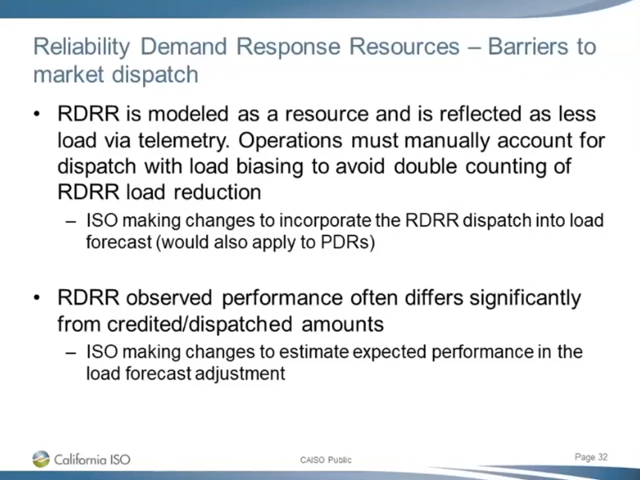 Reliability Demand Response Resources – Barriers to
market dispatch
• RDRR is modeled as a resource and is reflected as less
load via telemetry. Operations must manually account for
dispatch with load biasing to avoid double counting of
RDRR load reduction
– ISO making changes to incorporate the RDRR dispatch into load
forecast (would also apply to PDRs)
• RDRR observed performance often differs significantly
from credited/dispatched amounts
– ISO making changes to estimate expected performance in the
load forecast adjustment
California ISO
CAISO Public
Page 32